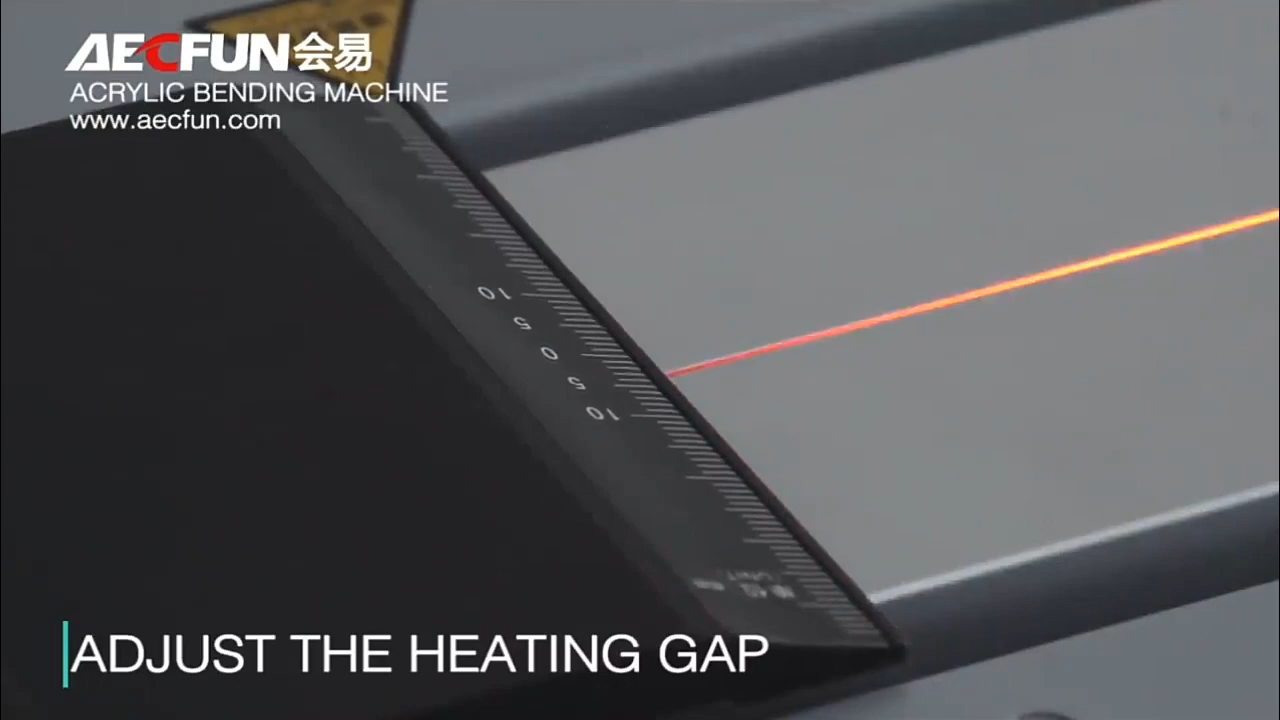 AECFUN会易
ACRYLIC BENDING MACHINE
www.aecfun.com
10
5
0
5
10
ADJUST THE HEATING GAP